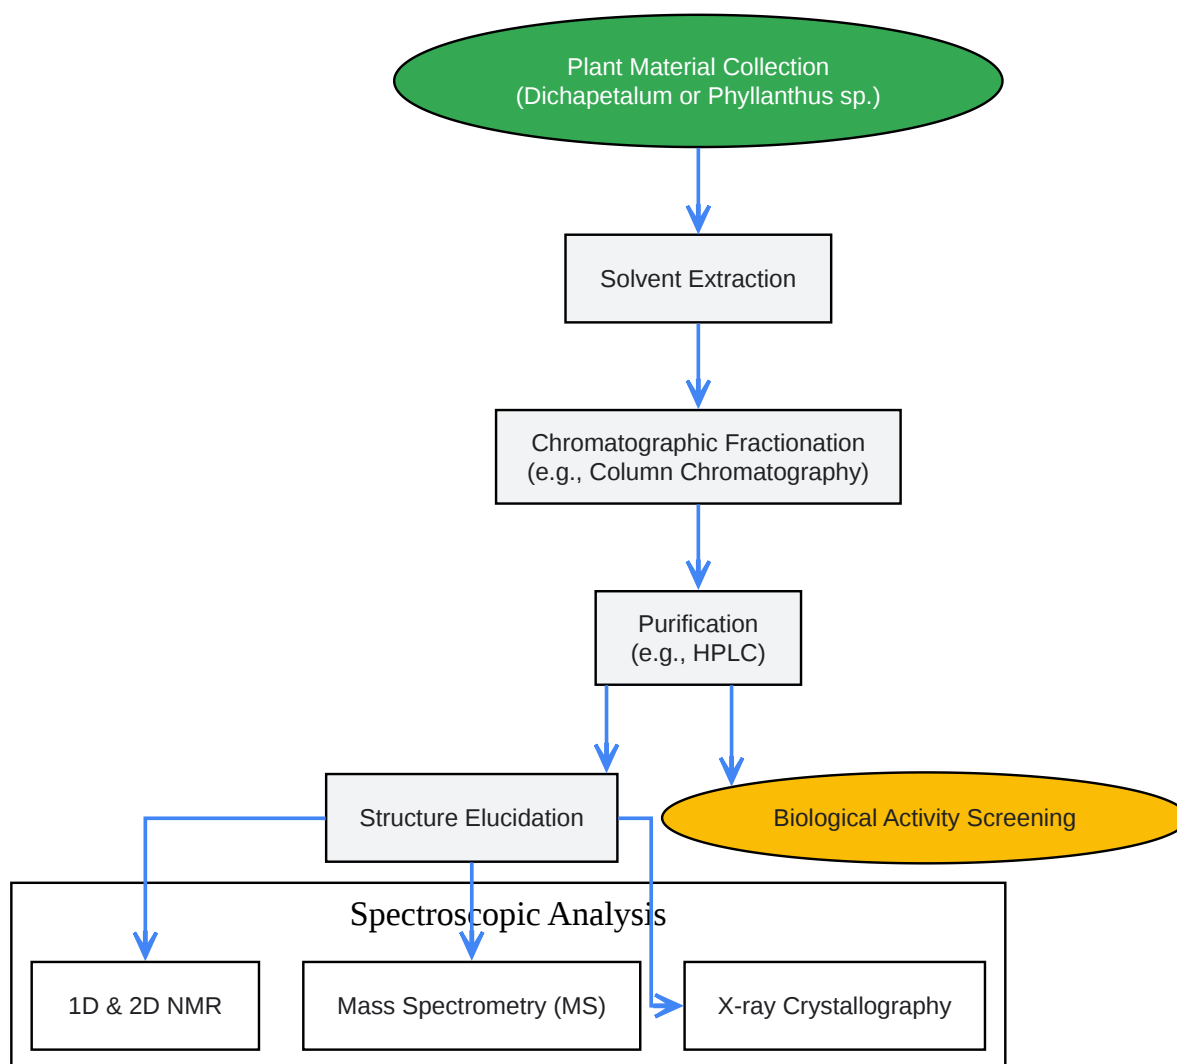 Plant Material Collection
(Dichapetalum or Phyllanthus sp.)
Solvent Extraction
Chromatographic Fractionation
(e.g., Column Chromatography)
Purification
(e.g., HPLC)
Structure Elucidation
Biological Activity Screening
Spectroscopic Analysis
1D & 2D NMR
Mass Spectrometry (MS)
X-ray Crystallography